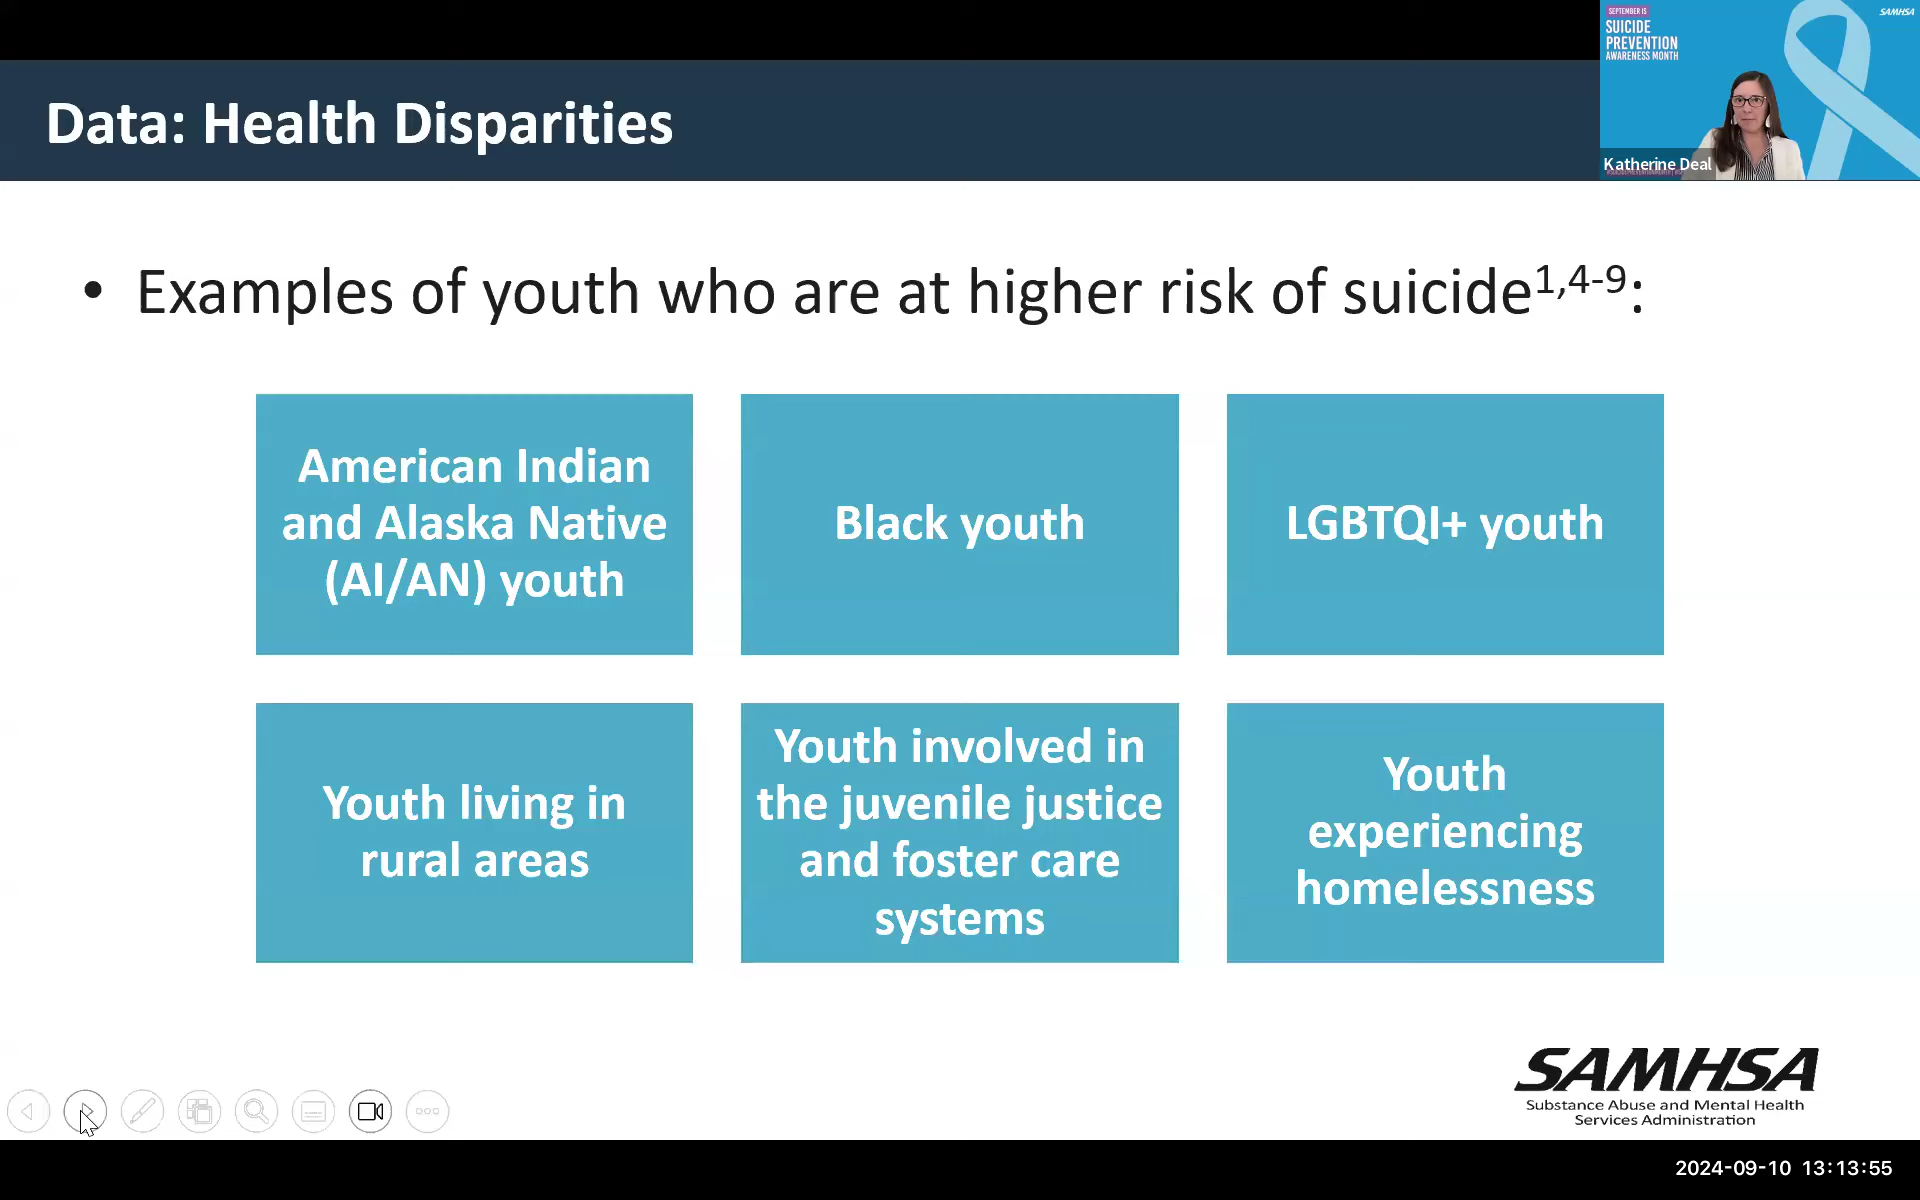 SEPTEMBER IS
SUICIDE
PREVENTION
AWARENESS MONTH
SAMHSA
Katherine Deal
Data: Health Disparities
• Examples of youth who are at higher risk of suicide1,4-9:
American Indian
and Alaska Native
(AI/AN) youth
Black youth
LGBTQI+ youth
Youth living in
rural areas
Youth involved in
the juvenile justice
and foster care
systems
Youth
experiencing
homelessness
SAMHSA
Substance Abuse and Mental Health
Services Administration
2024-09-10 13:13:55